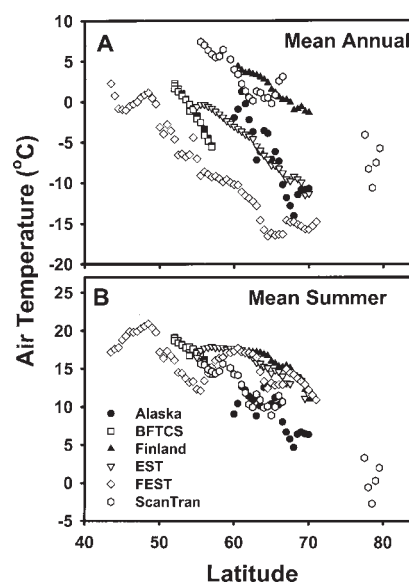 A
Mean Annual
10
5
0
-5
-10
-15
-20
Air Temperature (°C)
B
Mean Summer
25
20
15
10
5
0
-5
Alaska
BFTCS
Finland
EST
FEST
ScanTran
40 50 60 70 80
Latitude